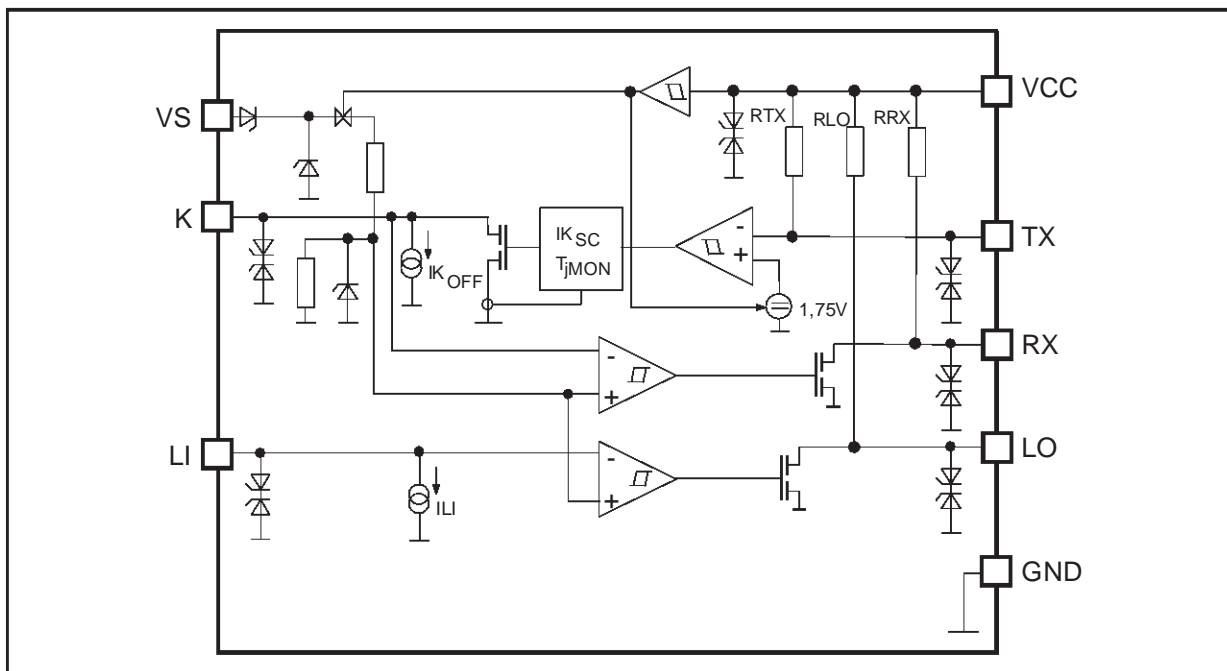 VS
VCC
RTX
RLO
RRX
K
IKSC
TjMON
IKOFF
-
+
1,75V
TX
-
+
RX
LI
-
+
ILI
LO
GND